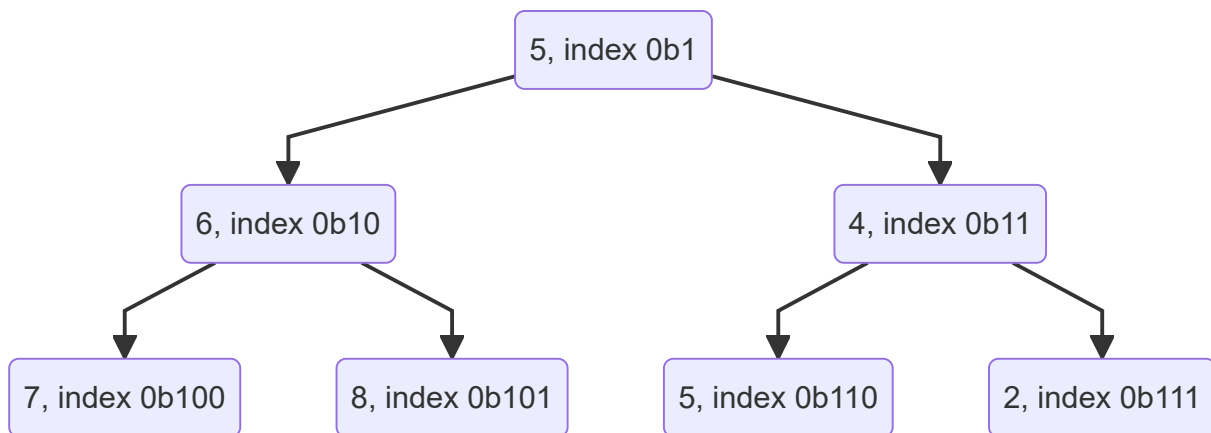 5, index 0b1
6, index 0b10
4, index 0b11
7, index 0b100
8, index 0b101
5, index 0b110
2, index 0b111